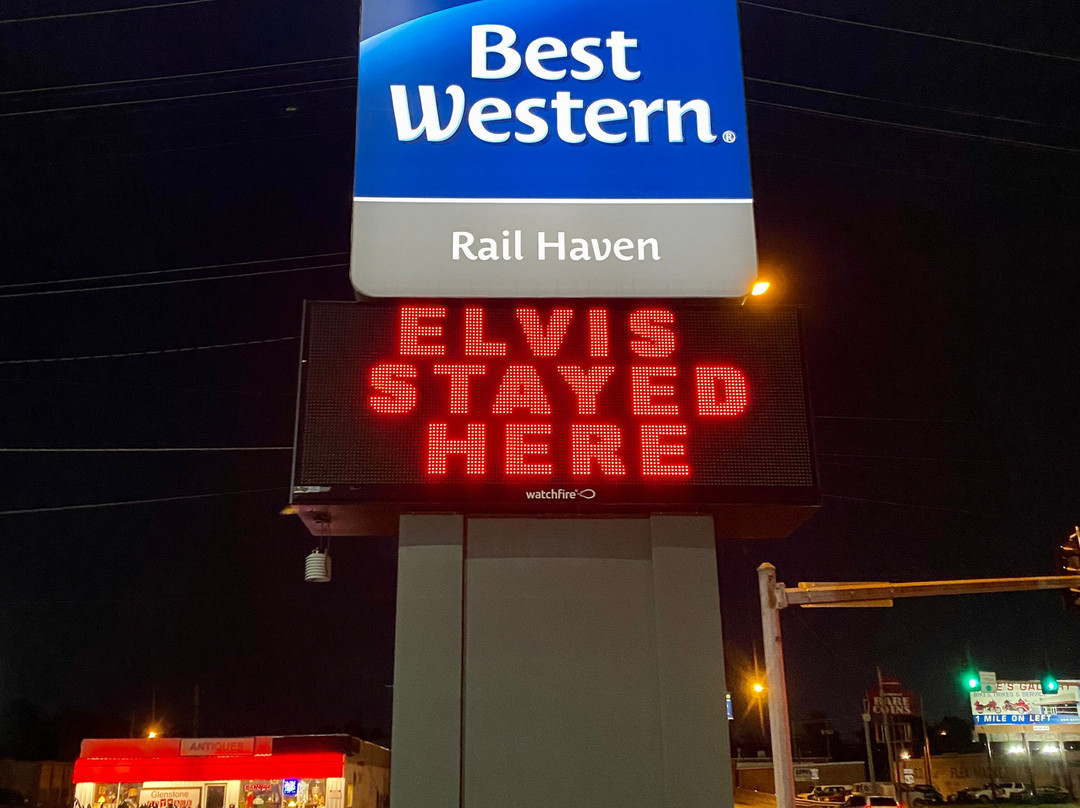 Best
Western®
Rail Haven
ELVIS
STAYED
HERE
watchfire
ANTIQUES
Glenstone
RARE
COINS
1 MILE ON LEFT